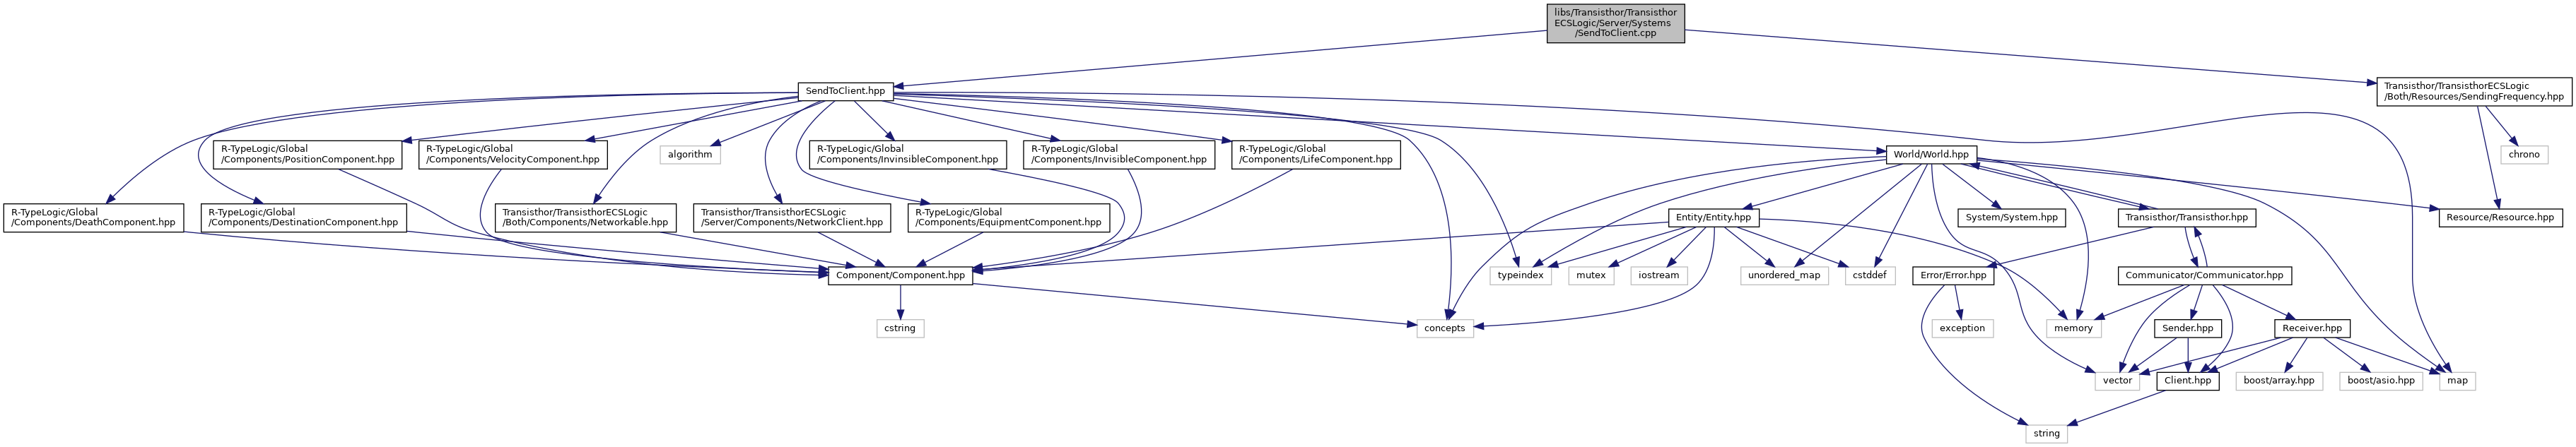 libs/Transisthor/Transisthor
ECSLogic/Server/Systems
/SendToClient.cpp
SendToClient.hpp
Transisthor/TransisthorECSLogic
/Both/Resources/SendingFrequency.hpp
R-TypeLogic/Global
/Components/PositionComponent.hpp
R-TypeLogic/Global
/Components/VelocityComponent.hpp
algorithm
R-TypeLogic/Global
/Components/InvinsibleComponent.hpp
R-TypeLogic/Global
/Components/InvisibleComponent.hpp
R-TypeLogic/Global
/Components/LifeComponent.hpp
World/World.hpp
chrono
R-TypeLogic/Global
/Components/DeathComponent.hpp
R-TypeLogic/Global
/Components/DestinationComponent.hpp
Transisthor/TransisthorECSLogic
/Both/Components/Networkable.hpp
Transisthor/TransisthorECSLogic
/Server/Components/NetworkClient.hpp
R-TypeLogic/Global
/Components/EquipmentComponent.hpp
Entity/Entity.hpp
System/System.hpp
Transisthor/Transisthor.hpp
Resource/Resource.hpp
Component/Component.hpp
typeindex
mutex
iostream
unordered_map
cstddef
Error/Error.hpp
Communicator/Communicator.hpp
cstring
concepts
exception
memory
Sender.hpp
Receiver.hpp
vector
Client.hpp
boost/array.hpp
boost/asio.hpp
map
string